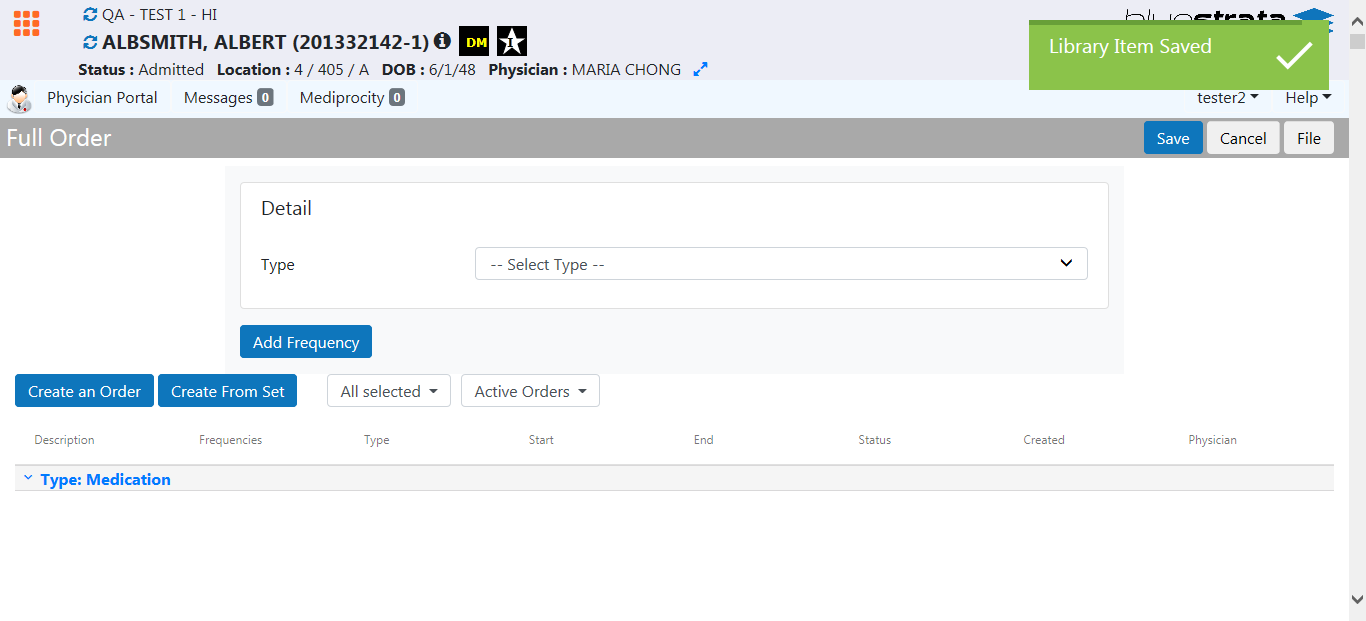 QA - TEST 1 - HI
ALBSMITH, ALBERT (201332142-1) DM I
Status : Admitted Location : 4 / 405 / A DOB : 6/1/48 Physician : MARIA CHONG
Library Item Saved
Physician Portal Messages 0 Mediprocity 0 tester2 Help
Full Order Save Cancel File
Detail
Type -- Select Type --
Add Frequency
Create an Order Create From Set All selected Active Orders
Description Frequencies Type Start End Status Created Physician
Type: Medication